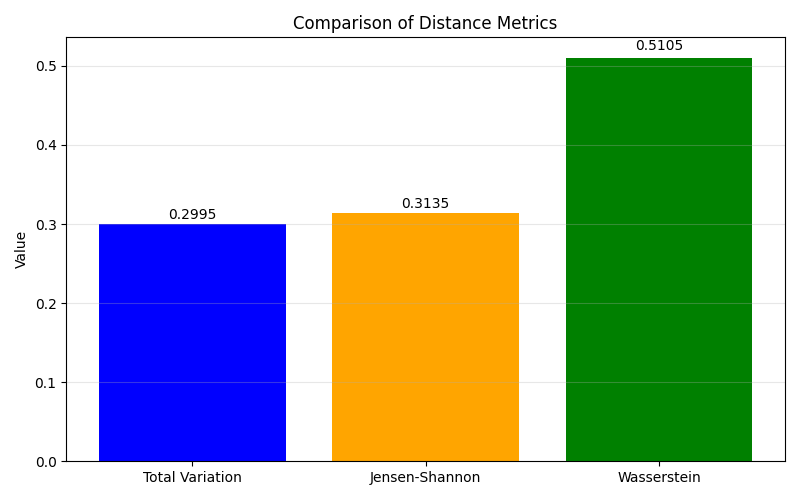 Comparison of Distance Metrics
Value
0.5
0.4
0.3
0.2
0.1
0.0
0.2995
0.3135
0.5105
Total Variation
Jensen-Shannon
Wasserstein